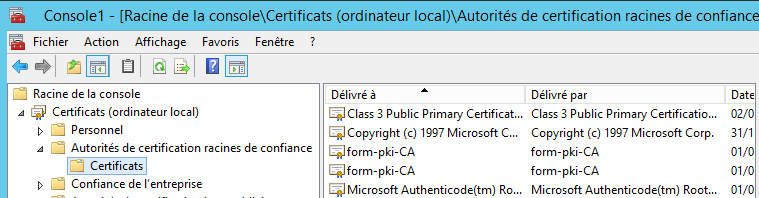 Console1 - [Racine de la console\Certificats (ordinateur local)\Autorités de certification racines de confiance
Fichier Action Affichage Favoris Fenêtre ?
Racine de la console
Certificats (ordinateur local)
Personnel
Autorités de certification racines de confiance
Certificats
Confiance de l'entreprise
Délivré à Délivré par Date
Class 3 Public Primary Certificat... Class 3 Public Primary Certificatio... 02/0
Copyright (c) 1997 Microsoft C... Copyright (c) 1997 Microsoft Corp. 31/1
form-pki-CA form-pki-CA 01/0
form-pki-CA form-pki-CA 01/0
Microsoft Authenticode(tm) Ro... Microsoft Authenticode(tm) Root... 01/0